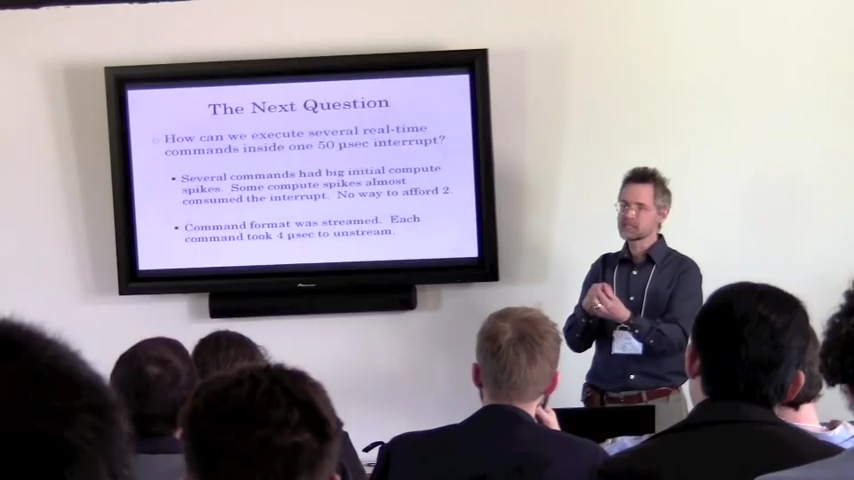 The Next Question
How can we execute several real-time
commands inside one 50 μsec interrupt?
• Several commands had big initial compute
spikes. Some compute spikes almost
consumed the interrupt. No way to afford 2.
• Command format was streamed. Each
command took 4 μsec to unstream.